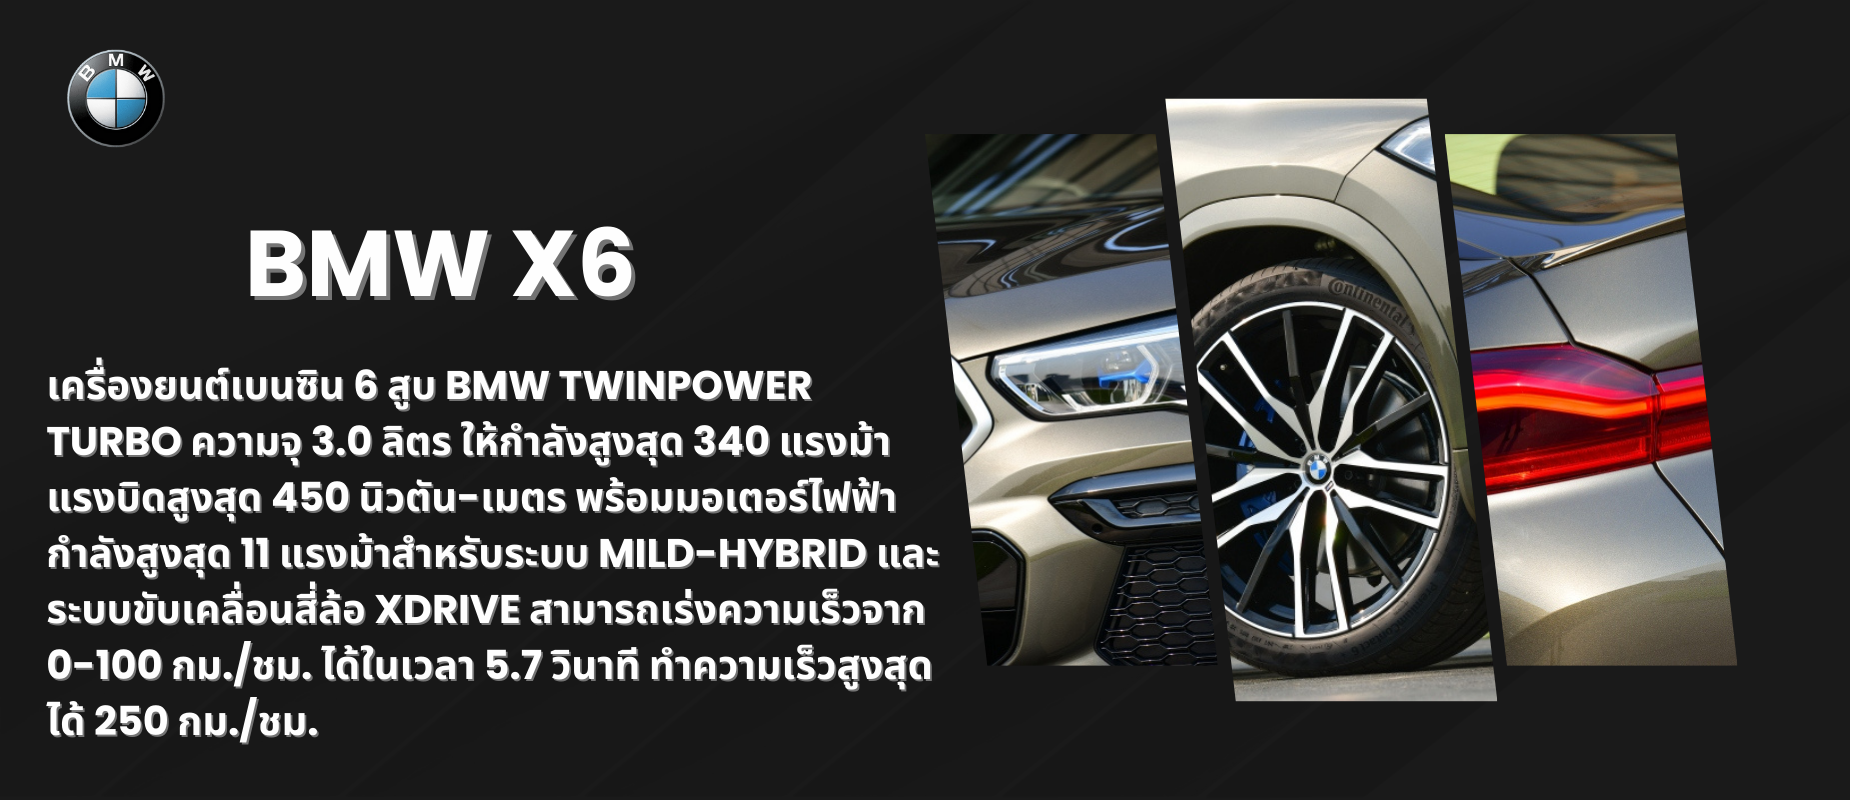 BMW
BMW X6
เครื่องยนต์เบนซิน 6 สูบ BMW TWINPOWER
TURBO ความจุ 3.0 ลิตร ให้กำลังสูงสุด 340 แรงม้า
แรงบิดสูงสุด 450 นิวตัน-เมตร พร้อมมอเตอร์ไฟฟ้า
กำลังสูงสุด 11 แรงม้าสำหรับระบบ MILD-HYBRID และ
ระบบขับเคลื่อนสี่ล้อ XDRIVE สามารถเร่งความเร็วจาก
0-100 กม./ชม. ได้ในเวลา 5.7 วินาที ทำความเร็วสูงสุด
ได้ 250 กม./ชม.
Continental